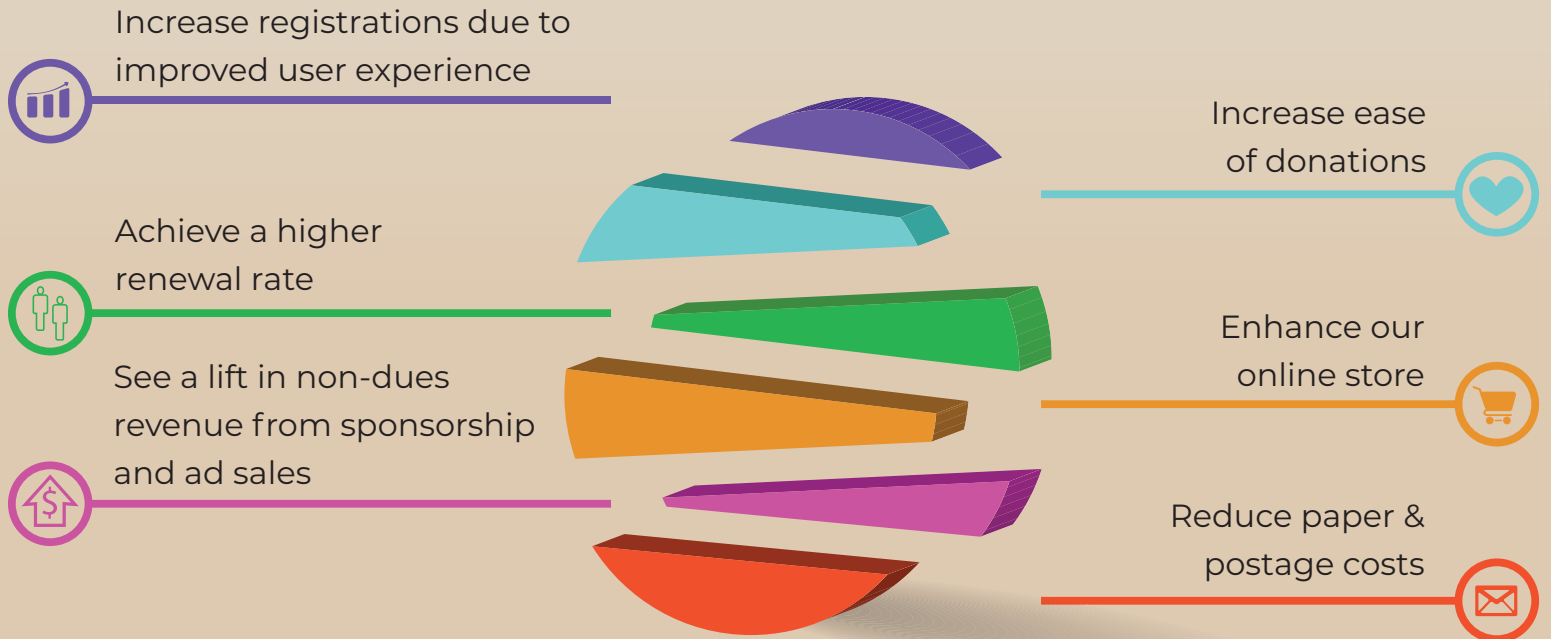 Increase registrations due to
improved user experience
Increase ease
of donations
Achieve a higher
renewal rate
Enhance our
online store
See a lift in non-dues
revenue from sponsorship
and ad sales
$
Reduce paper &
postage costs